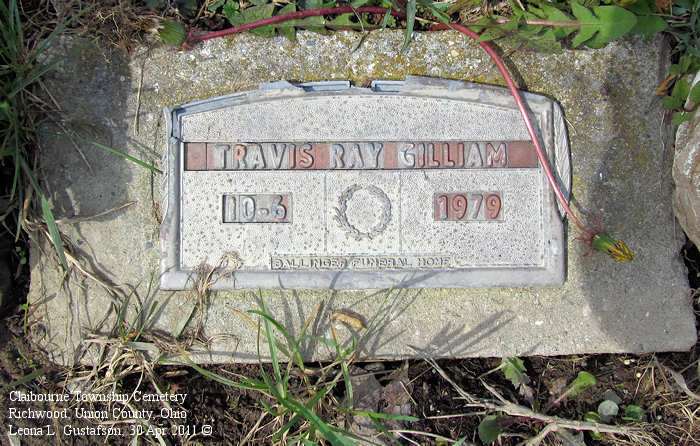 TRAVIS RAY GILLIAM
10-6 1979
BALLINGER FUNERAL HOME
Claibourne Township Cemetery
Richwood, Union County, Ohio
Leona L. Gustafson, 30 Apr 2011 ©